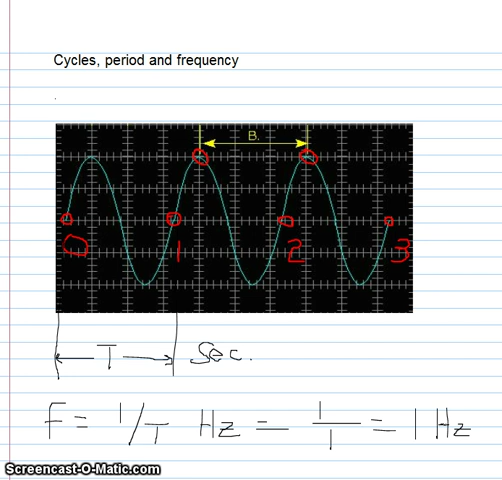 Cycles, period and frequency
B.
0 1 2 3
T Sec.
F = 1/T Hz = 1/1 = 1 Hz
Screencast-O-Matic.com